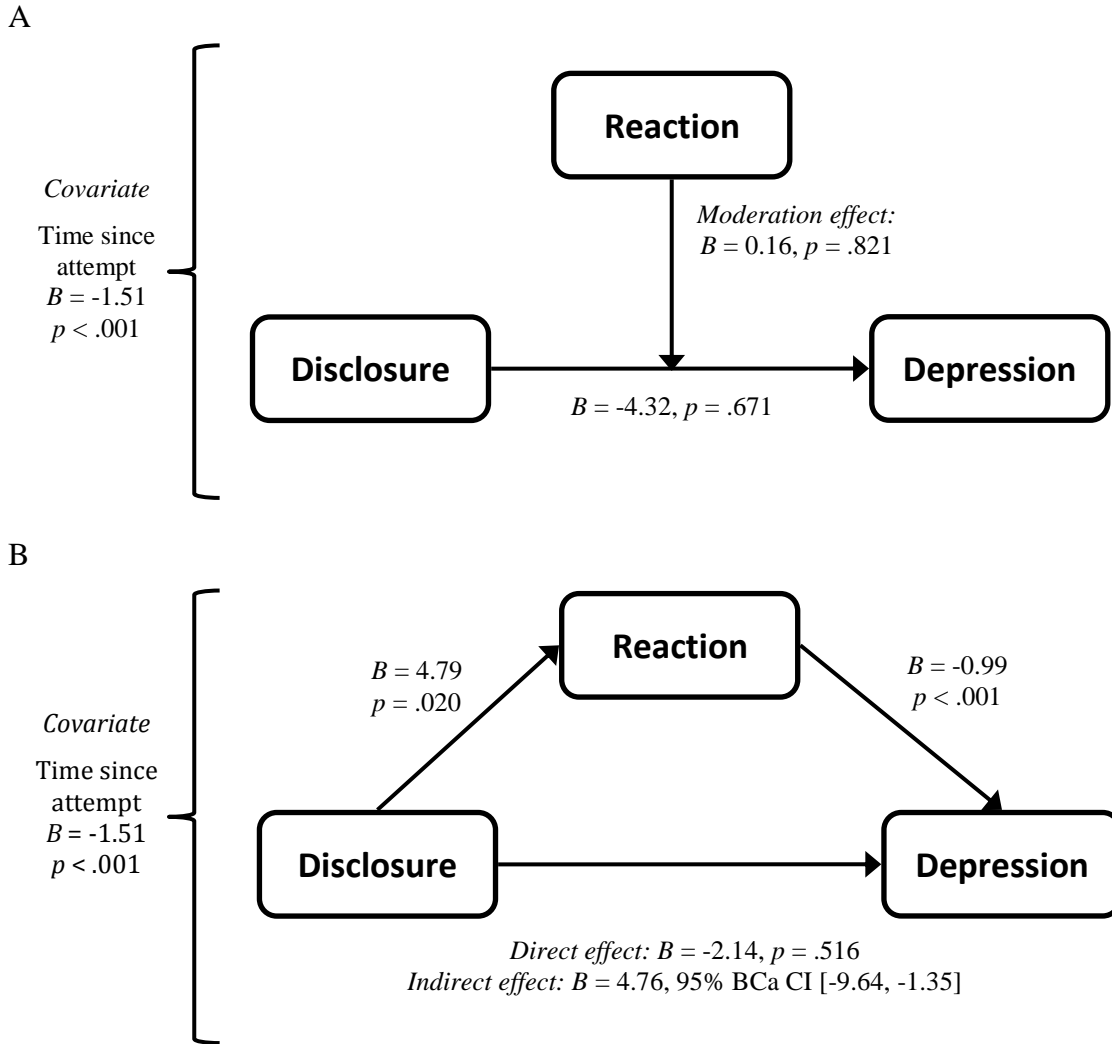 A
Reaction
Covariate
Time since
attempt
B = -1.51
p < .001
Moderation effect:
B = 0.16, p = .821
Disclosure
Depression
B = -4.32, p = .671
B
Reaction
B = 4.79
p = .020
B = -0.99
p < .001
Covariate
Time since
attempt
B = -1.51
p < .001
Disclosure
Depression
Direct effect: B = -2.14, p = .516
Indirect effect: B = 4.76, 95% BCa CI [-9.64, -1.35]